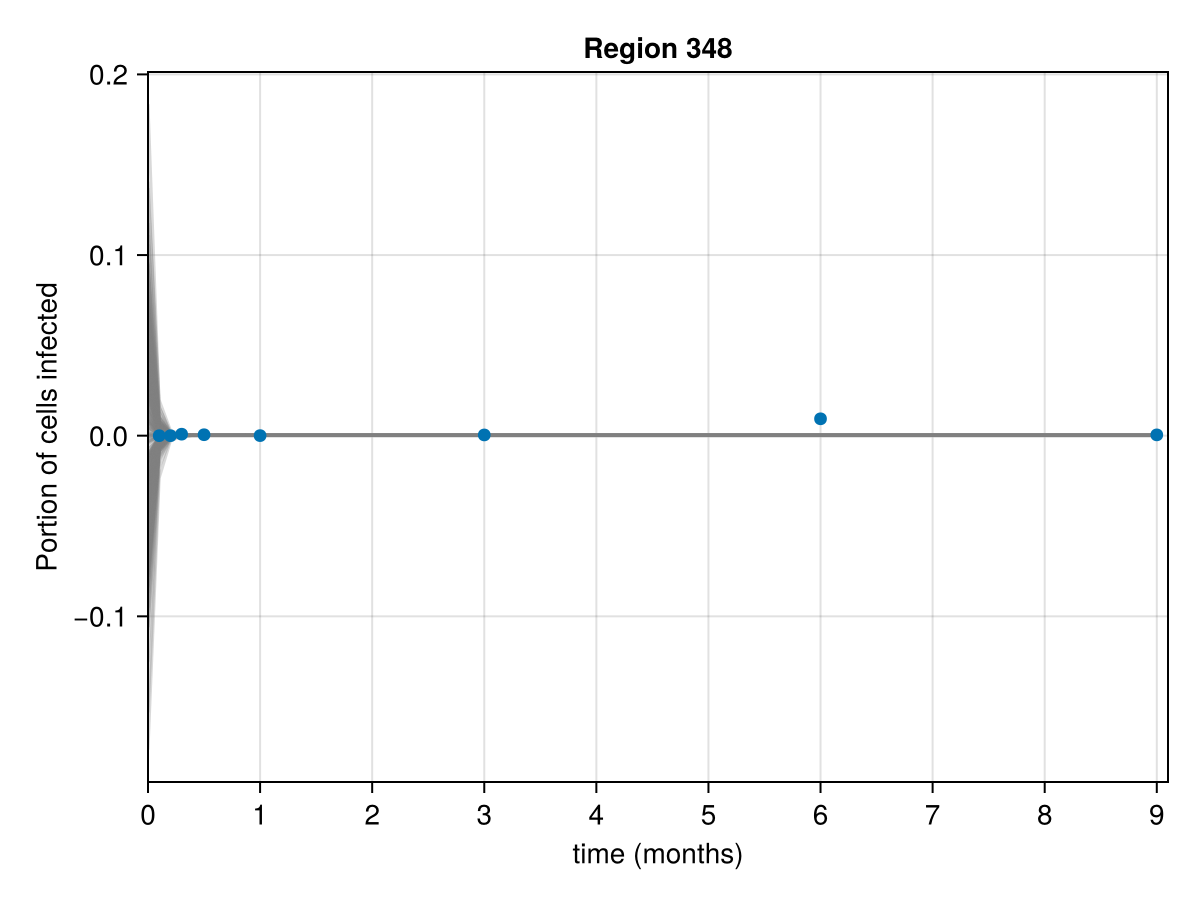 Region 348
0.2
0.1
0.0
−0.1
Portion of cells infected
0 1 2 3 4 5 6 7 8 9
time (months)